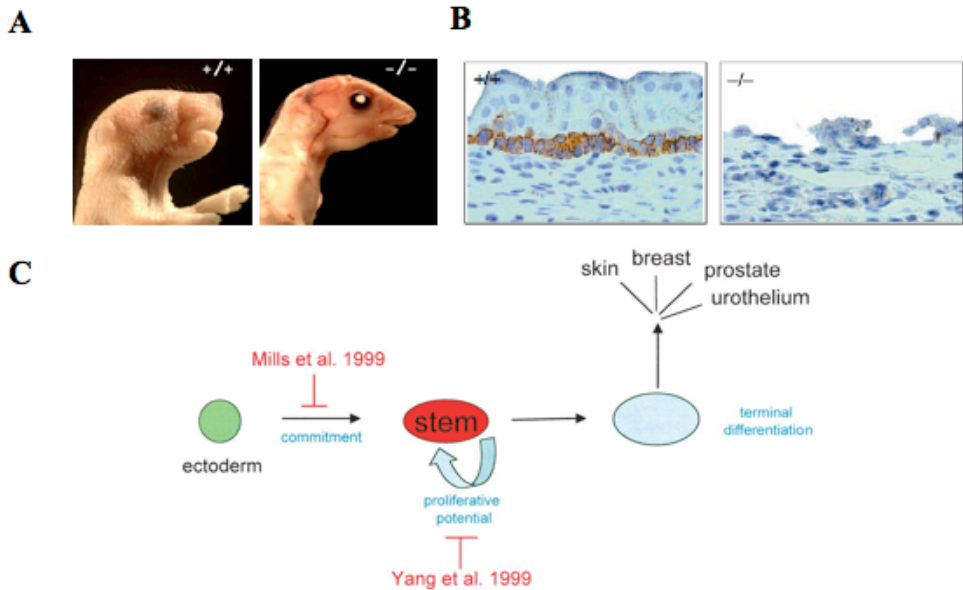 A
B
+/+
−/−
+/+
−/−
C
skin
breast
prostate
urothelium
Mills et al. 1999
commitment
ectoderm
stem
proliferative
potential
terminal
differentiation
Yang et al. 1999